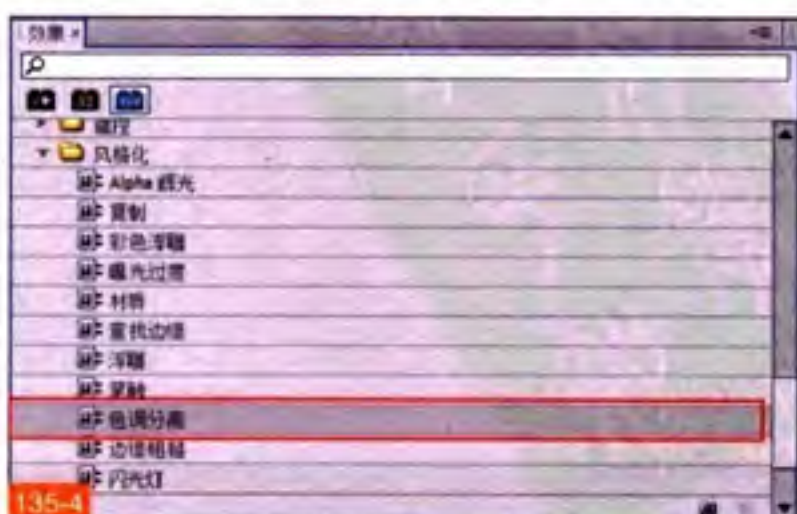 效果 ×
风格化
Alpha 辉光
复制
彩色浮雕
曝光过度
材质
查找边缘
浮雕
笔触
色调分离
边缘粗糙
闪光灯
135-4